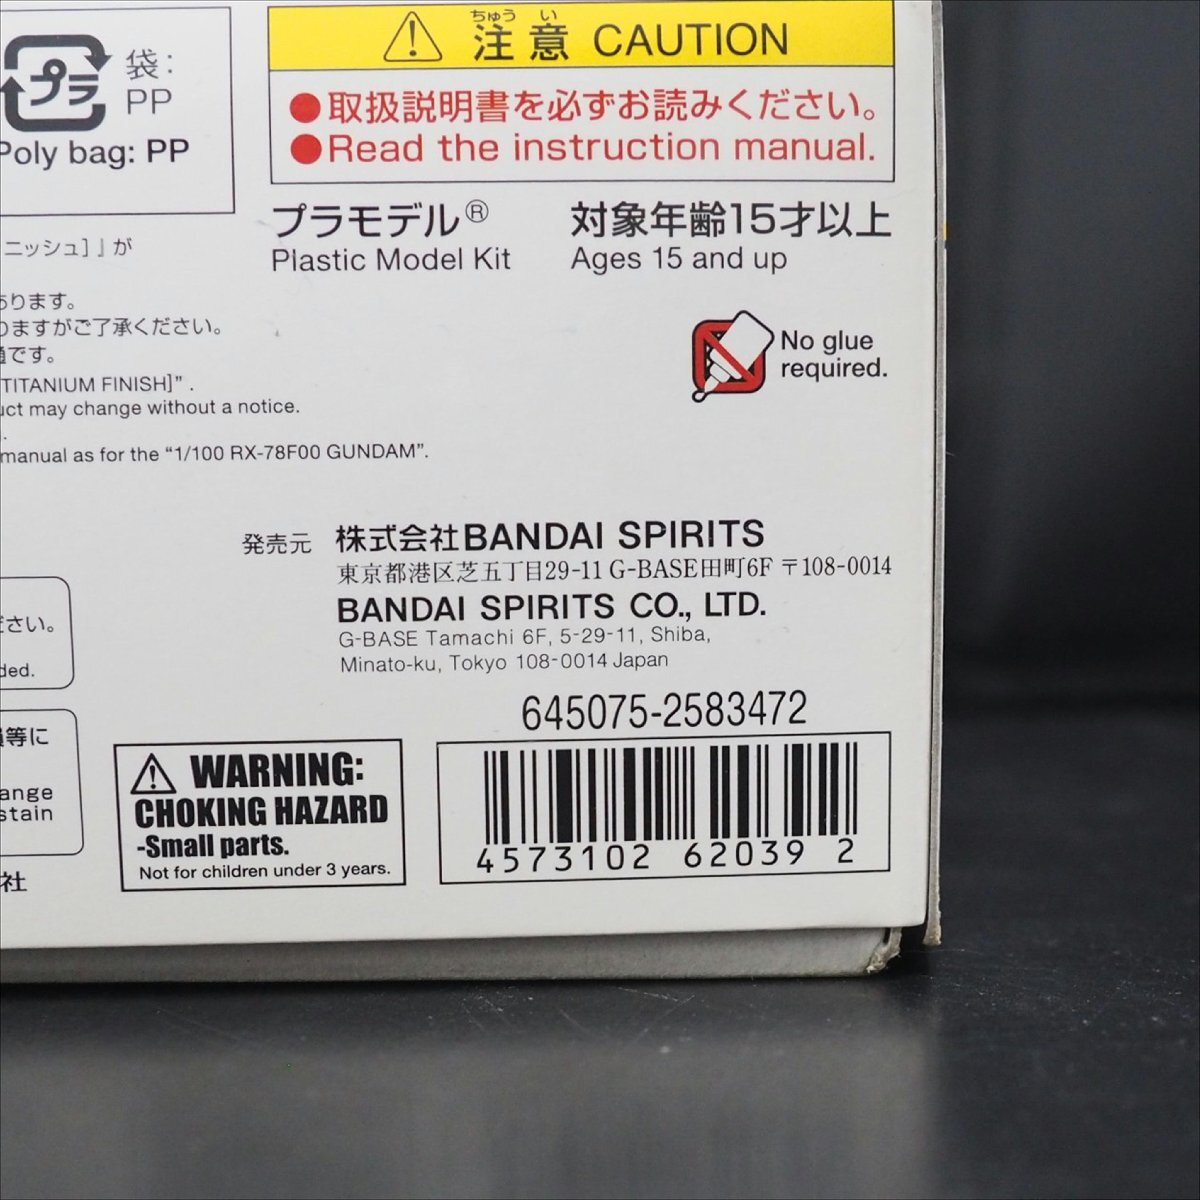 プラ
袋:
PP
Poly bag: PP
ちゅう い
注意 CAUTION
●取扱説明書を必ずお読みください。
●Read the instruction manual.
プラモデル®
Plastic Model Kit
対象年齢15才以上
Ages 15 and up
ニッシュ]』が
あります。
りますがご了承ください。
通です。
TITANIUM FINISH]”.
uct may change without a notice.
manual as for the “1/100 RX-78F00 GUNDAM”.
No glue
required.
発売元 株式会社BANDAI SPIRITS
東京都港区芝五丁目29-11 G-BASE田町6F 〒108-0014
BANDAI SPIRITS CO., LTD.
G-BASE Tamachi 6F, 5-29-11, Shiba,
Minato-ku, Tokyo 108-0014 Japan
ださい。
ded.
等に
ange
stain
社
WARNING:
CHOKING HAZARD
-Small parts.
Not for children under 3 years.
645075-2583472
4573102 62039 2